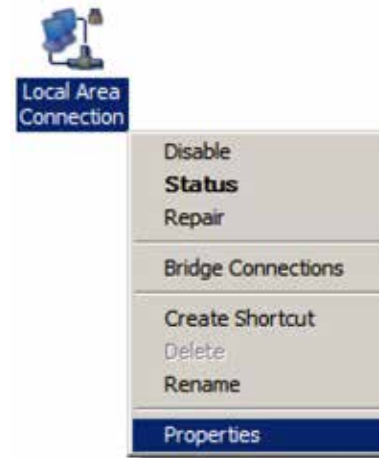 Local Area
Connection
Disable
Status
Repair
Bridge Connections
Create Shortcut
Delete
Rename
Properties